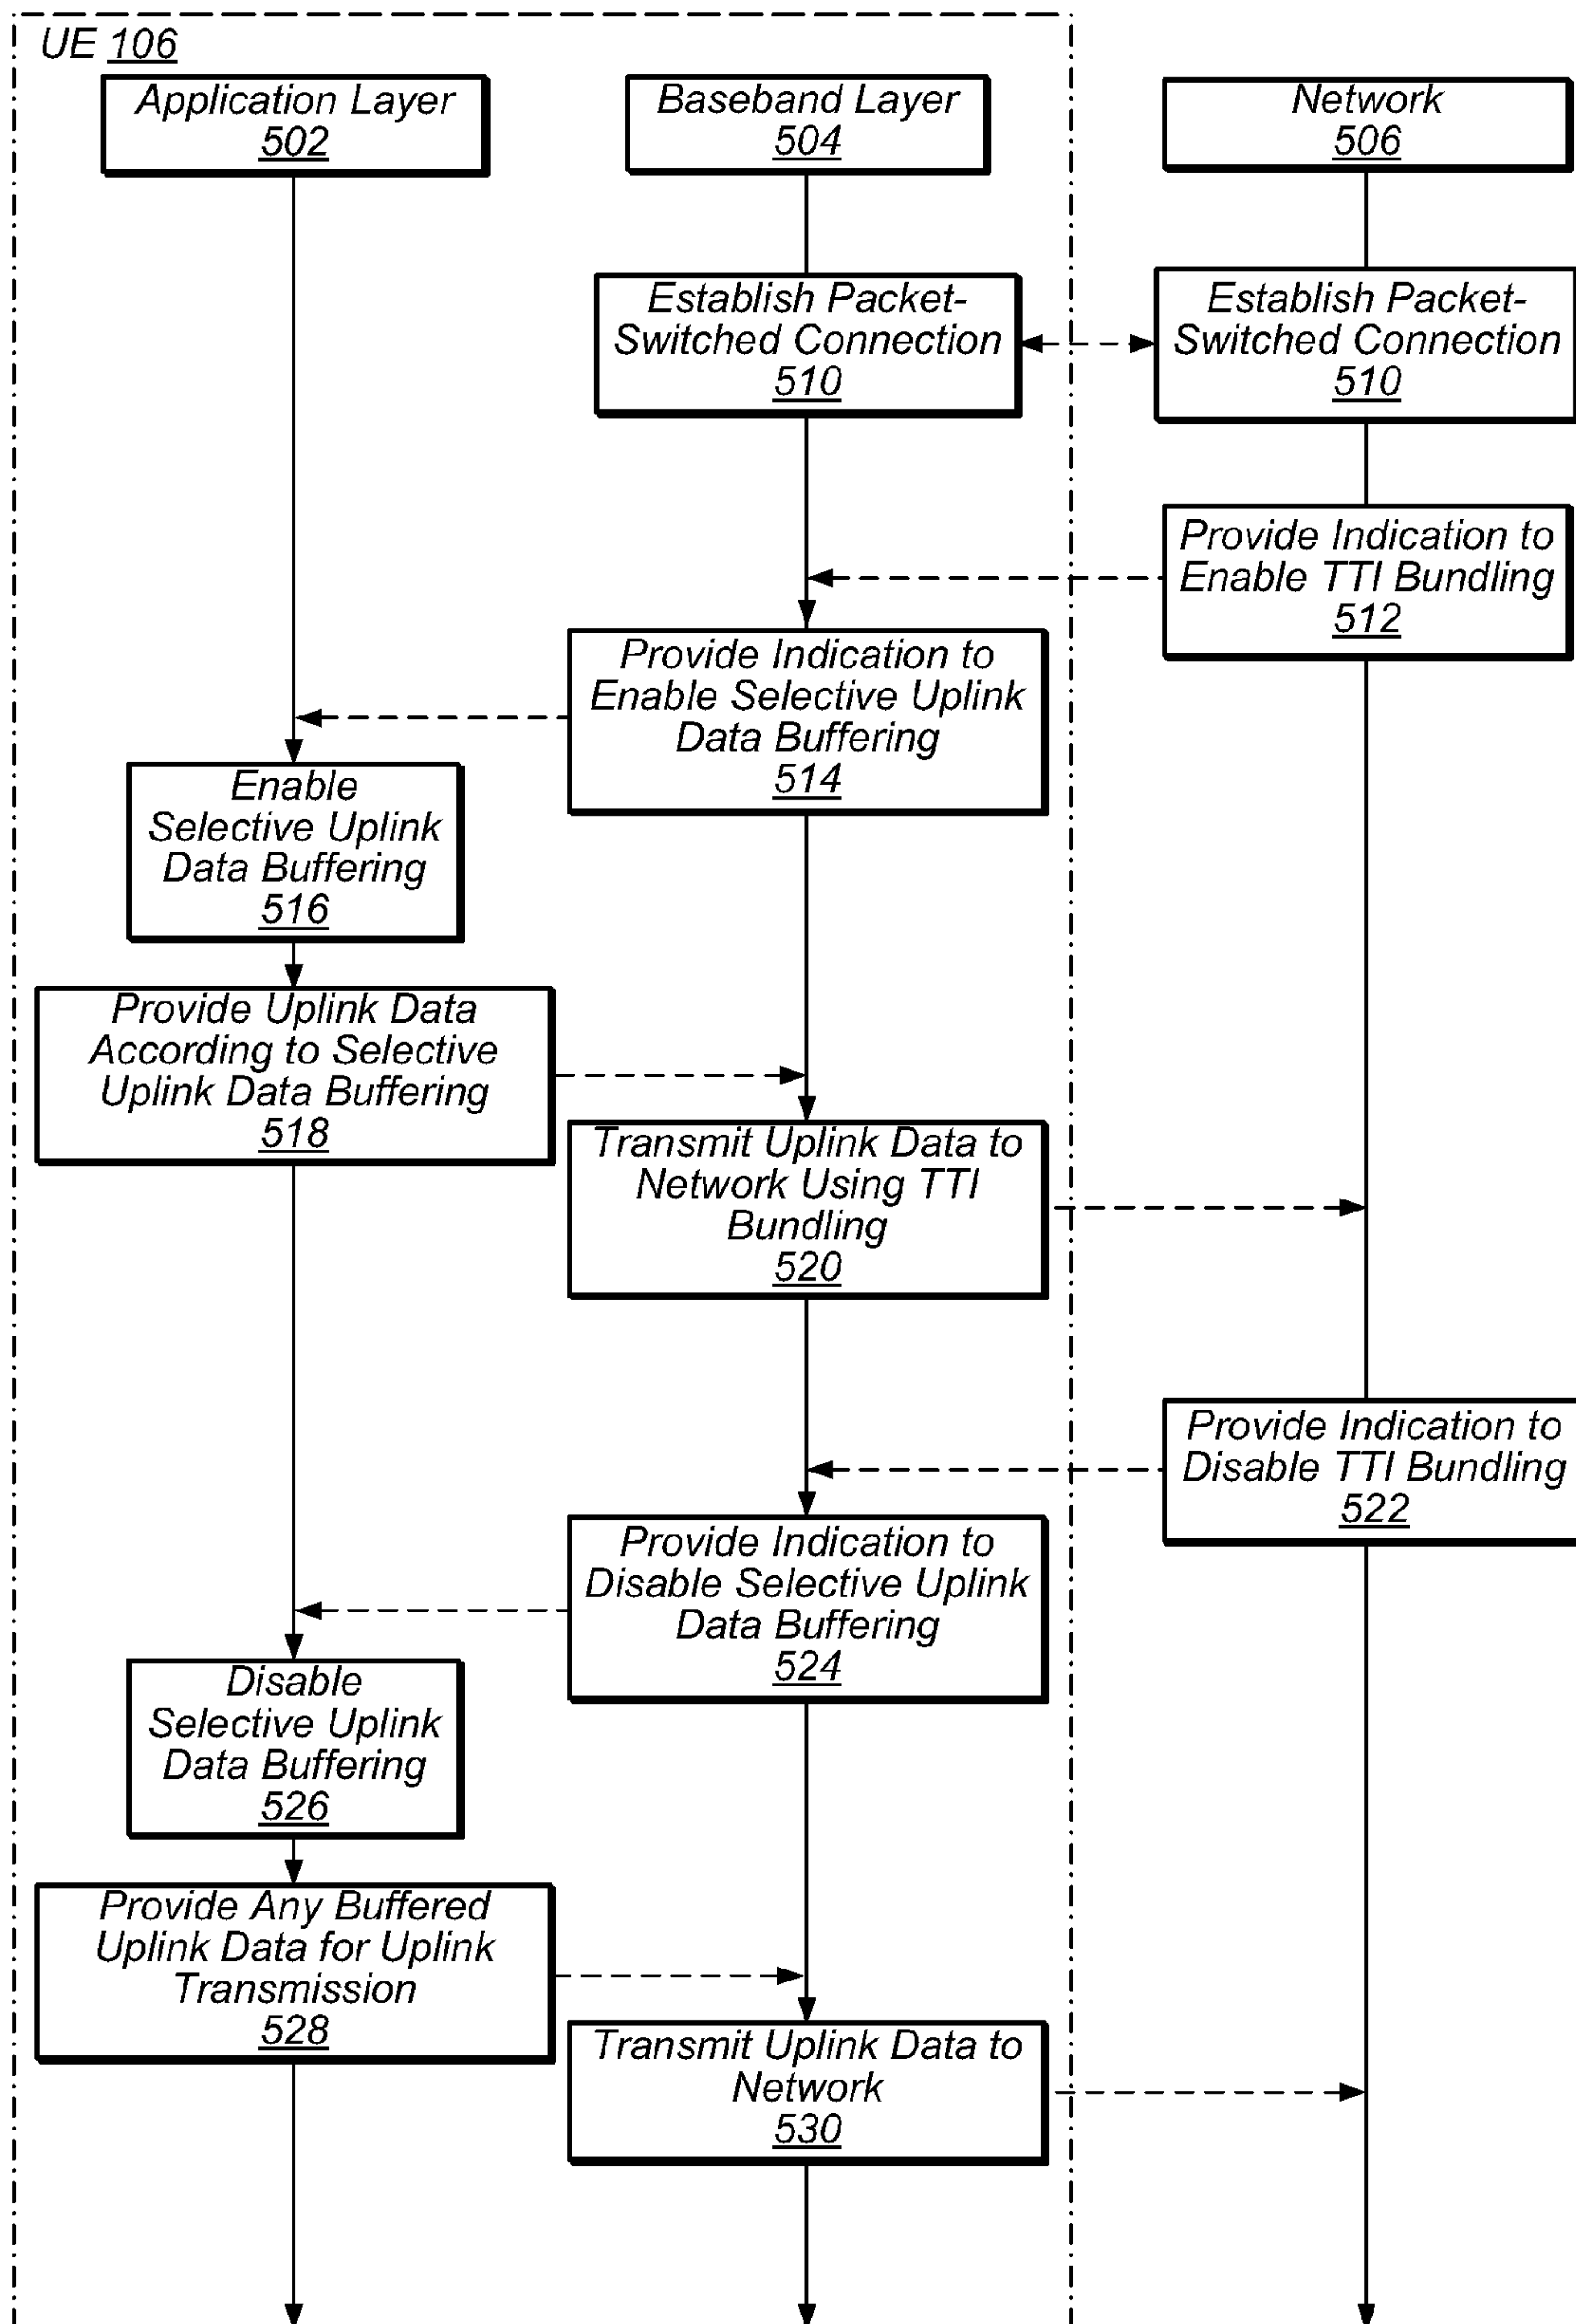 UE 106
Application Layer
502
Baseband Layer
504
Network
506
Establish Packet-
Switched Connection
510
Establish Packet-
Switched Connection
510
Provide Indication to
Enable TTI Bundling
512
Provide Indication to
Enable Selective Uplink
Data Buffering
514
Enable
Selective Uplink
Data Buffering
516
Provide Uplink Data
According to Selective
Uplink Data Buffering
518
Transmit Uplink Data to
Network Using TTI
Bundling
520
Provide Indication to
Disable TTI Bundling
522
Provide Indication to
Disable Selective Uplink
Data Buffering
524
Disable
Selective Uplink
Data Buffering
526
Provide Any Buffered
Uplink Data for Uplink
Transmission
528
Transmit Uplink Data to
Network
530